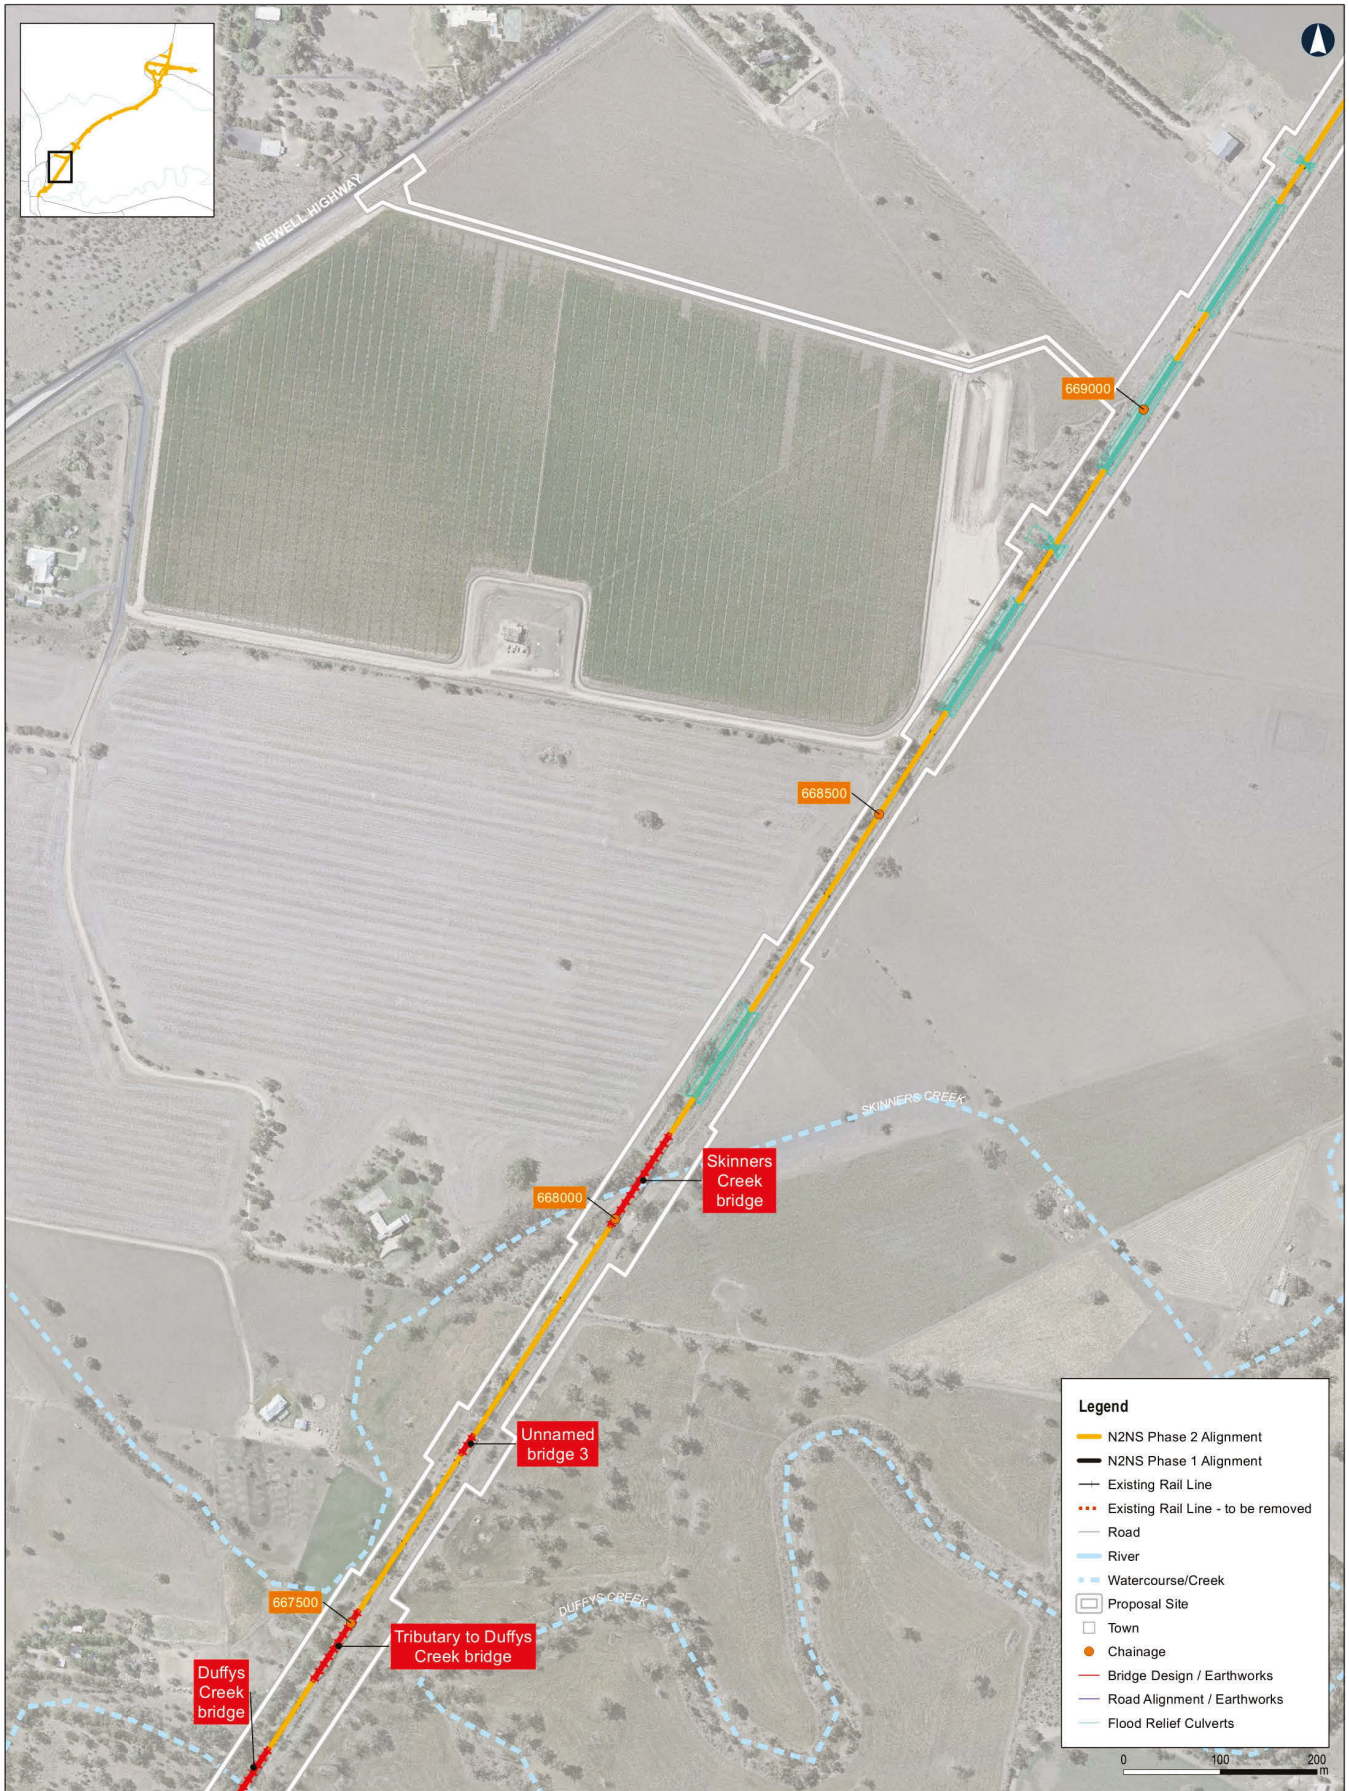 NEWELL HIGHWAY
669000
668500
SKINNERS CREEK
Skinners
Creek
bridge
668000
Unnamed
bridge 3
667500
DUFFYS CREEK
Tributary to Duffys
Creek bridge
Duffys
Creek
bridge
Legend
N2NS Phase 2 Alignment
N2NS Phase 1 Alignment
Existing Rail Line
Existing Rail Line - to be removed
Road
River
Watercourse/Creek
Proposal Site
Town
Chainage
Bridge Design / Earthworks
Road Alignment / Earthworks
Flood Relief Culverts
0 100 200
m